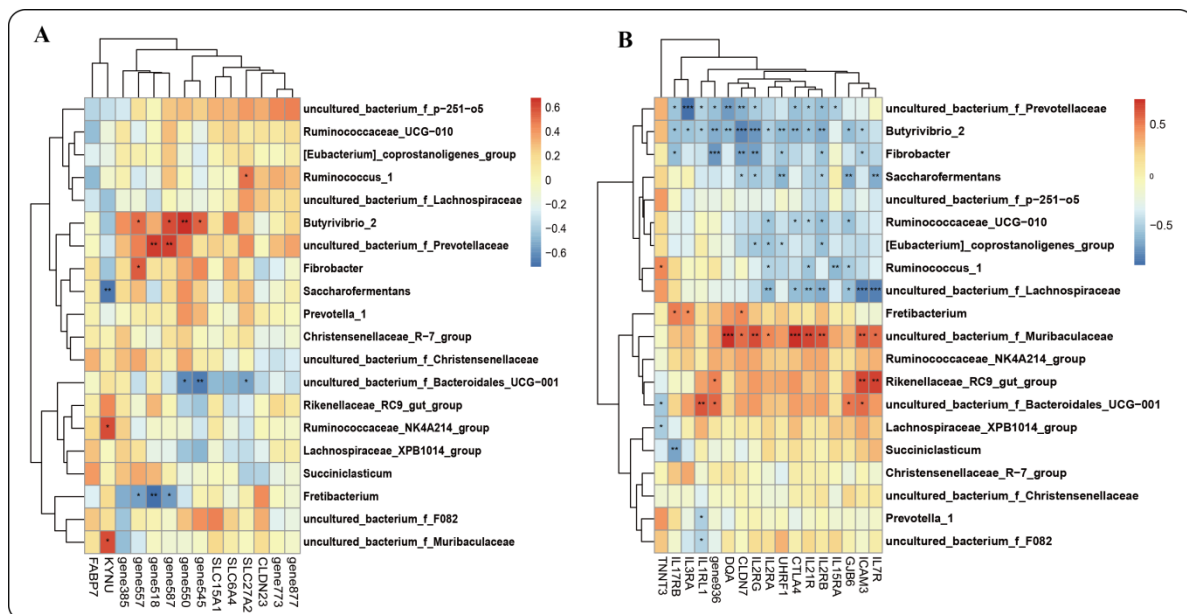 A
uncultured_bacterium_f_p-251-o5
Ruminococcaceae_UCG-010
[Eubacterium]_coprostanoligenes_group
Ruminococcus_1
uncultured_bacterium_f_Lachnospiraceae
Butyrivibrio_2
uncultured_bacterium_f_Prevotellaceae
Fibrobacter
Saccharofermentans
Prevotella_1
Christensenellaceae_R-7_group
uncultured_bacterium_f_Christensenellaceae
uncultured_bacterium_f_Bacteroidales_UCG-001
Rikenellaceae_RC9_gut_group
Ruminococcaceae_NK4A214_group
Lachnospiraceae_XPB1014_group
Succiniclasticum
Fretibacterium
uncultured_bacterium_f_F082
uncultured_bacterium_f_Muribaculaceae
0.6
0.4
0.2
0
-0.2
-0.4
-0.6
FABP7
KYNU
gene385
gene557
gene518
gene587
gene550
gene545
SLC15A1
SLC6A4
SLC27A2
CLDN23
gene773
gene877
B
uncultured_bacterium_f_Prevotellaceae
Butyrivibrio_2
Fibrobacter
Saccharofermentans
uncultured_bacterium_f_p-251-o5
Ruminococcaceae_UCG-010
[Eubacterium]_coprostanoligenes_group
Ruminococcus_1
uncultured_bacterium_f_Lachnospiraceae
Fretibacterium
uncultured_bacterium_f_Muribaculaceae
Ruminococcaceae_NK4A214_group
Rikenellaceae_RC9_gut_group
uncultured_bacterium_f_Bacteroidales_UCG-001
Lachnospiraceae_XPB1014_group
Succiniclasticum
Christensenellaceae_R-7_group
uncultured_bacterium_f_Christensenellaceae
Prevotella_1
uncultured_bacterium_f_F082
0.5
0
-0.5
TNNT3
IL17RB
IL3RA
IL1RL1
gene936
DQA
CLDN7
IL2RG
IL2RA
UHRF1
CTLA4
IL21R
IL2RB
IL15RA
GJB6
ICAM3
IL7R